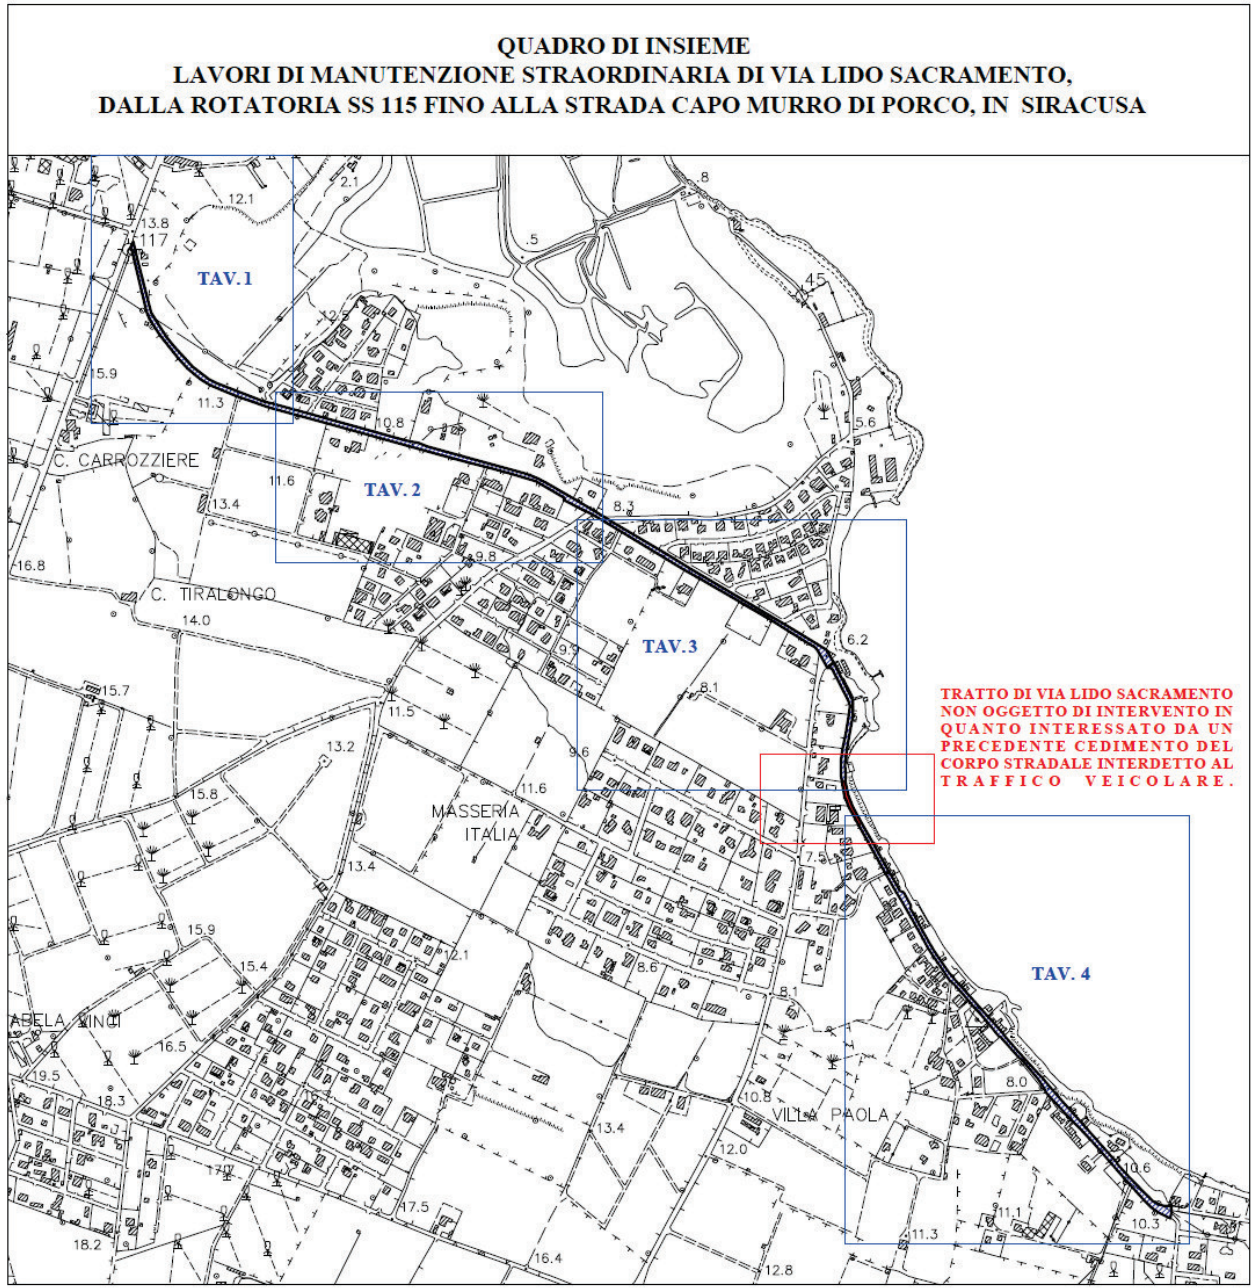 QUADRO DI INSIEME
LAVORI DI MANUTENZIONE STRAORDINARIA DI VIA LIDO SACRAMENTO,
DALLA ROTATORIA SS 115 FINO ALLA STRADA CAPO MURRO DI PORCO, IN SIRACUSA
.8
2.1
12.1
13.8
117
.5
TAV.1
45
12.5
15.9
11.3
10.8
5.6
C. CARROZZIERE
11.6
TAV. 2
13.4
8.3
9.8
16.8
C. TIRALONGO
14.0
6.2
TAV.3
9.9
8.1
15.7
11.5
TRATTO DI VIA LIDO SACRAMENTO
NON OGGETTO DI INTERVENTO IN
QUANTO INTERESSATO DA UN
PRECEDENTE CEDIMENTO DEL
CORPO STRADALE INTERDETTO AL
TRAFFICO VEICOLARE.
13.2
9.6
11.6
15.8
MASSERIA
ITALIA
7.5
13.4
15.9
12.1
8.6
15.4
TAV. 4
8.1
ABELA VINCI
16.5
19.5
18.3
8.0
10.8
VILLA PAOLA
13.4
12.0
17.7
10.6
17.5
11.1
10.3
11.3
18.2
16.4
12.8